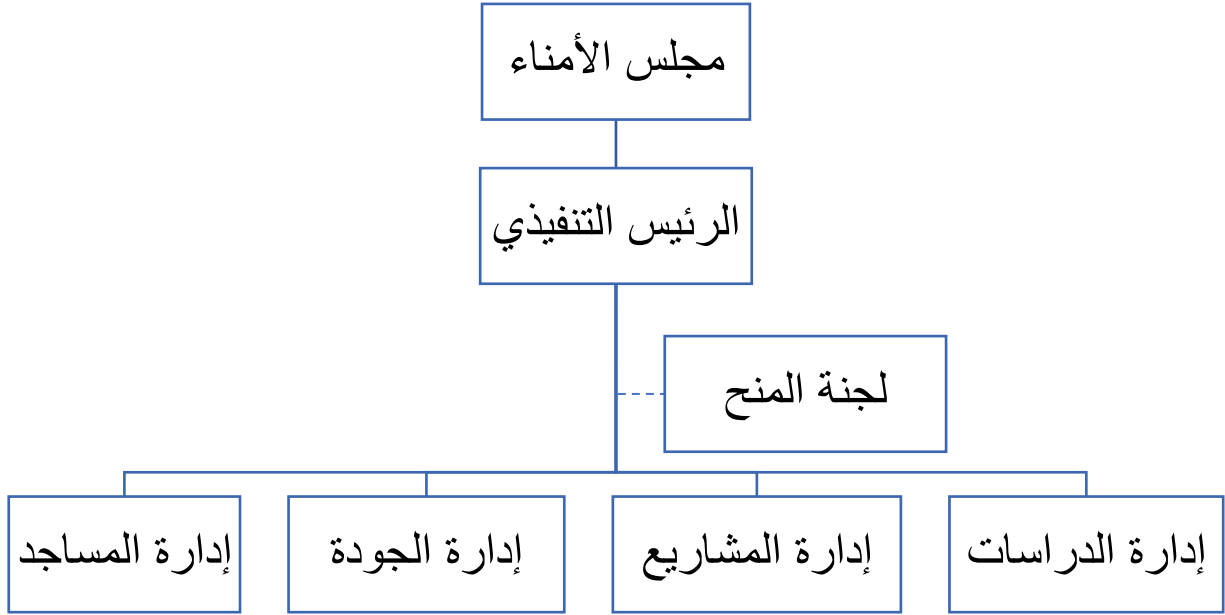 مجلس الأمناء
الرئيس التنفيذي
لجنة المنح
إدارة الدراسات
إدارة المشاريع
إدارة الجودة
إدارة المساجد